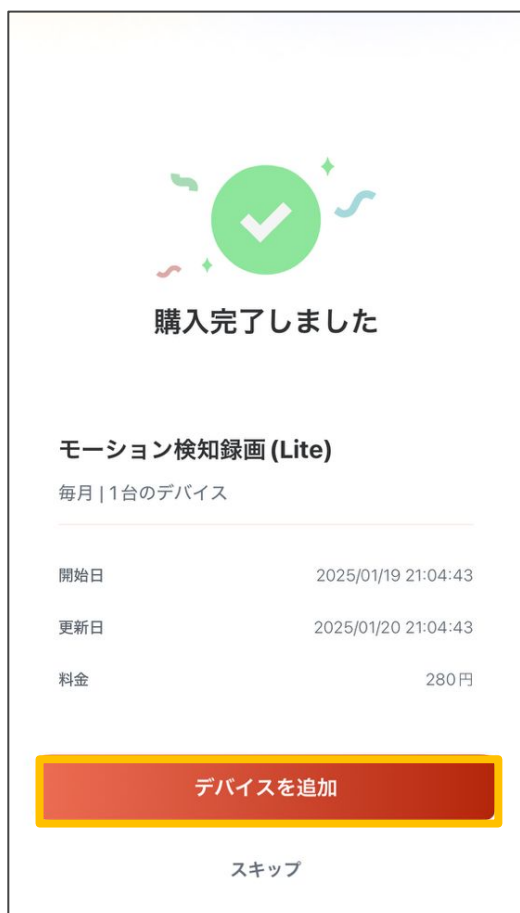 購入完了しました
モーション検知録画(Lite)
毎月 | 1台のデバイス
開始日 2025/01/19 21:04:43
更新日 2025/01/20 21:04:43
料金 280円
デバイスを追加
スキップ